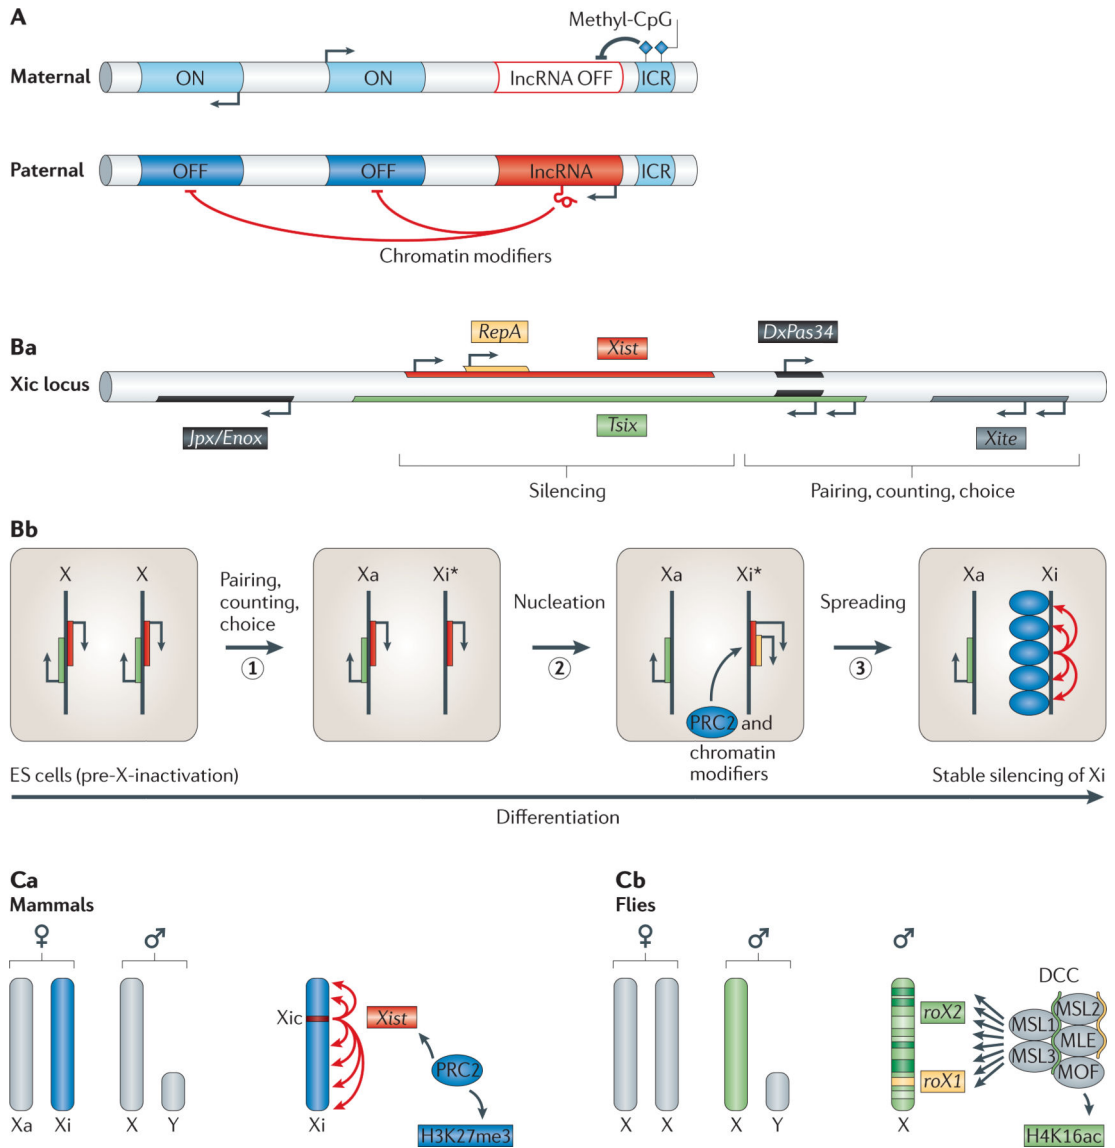 A
Methyl-CpG
Maternal
ON
ON
lncRNA OFF
ICR
Paternal
OFF
OFF
lncRNA
ICR
Chromatin modifiers
Ba
RepA
Xist
DxPas34
Xic locus
Jpx/Enox
Tsix
Xite
Silencing
Pairing, counting, choice
Bb
X
X
Pairing,
counting,
choice
1
Xa
Xi*
Nucleation
2
Xa
Xi*
PRC2 and
chromatin
modifiers
Spreading
3
Xa
Xi
ES cells (pre-X-inactivation)
Stable silencing of Xi
Differentiation
Ca
Mammals
♀
♂
Xa
Xi
X
Y
Xic
Xist
PRC2
Xi
H3K27me3
Cb
Flies
♀
♂
♂
X
X
X
Y
roX2
roX1
X
DCC
MSL2
MSL1
MLE
MSL3
MOF
H4K16ac